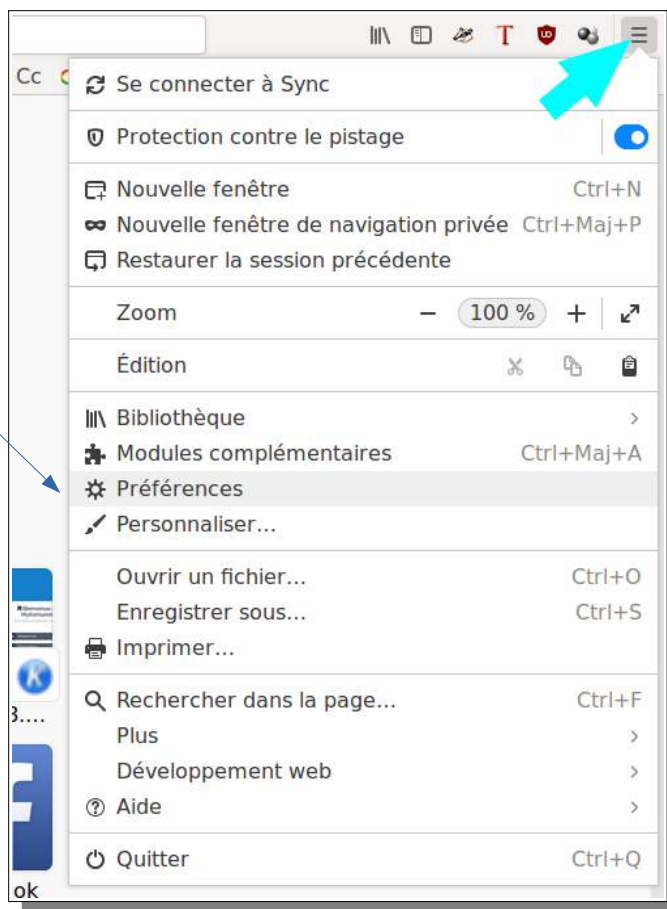 Cc
Se connecter à Sync
Protection contre le pistage
Nouvelle fenêtre Ctrl+N
Nouvelle fenêtre de navigation privée Ctrl+Maj+P
Restaurer la session précédente
Zoom − 100 % +
Édition
Bibliothèque
Modules complémentaires Ctrl+Maj+A
Préférences
Personnaliser…
Ouvrir un fichier… Ctrl+O
Enregistrer sous… Ctrl+S
Imprimer…
Rechercher dans la page… Ctrl+F
Plus
Développement web
Aide
Quitter Ctrl+Q
ok